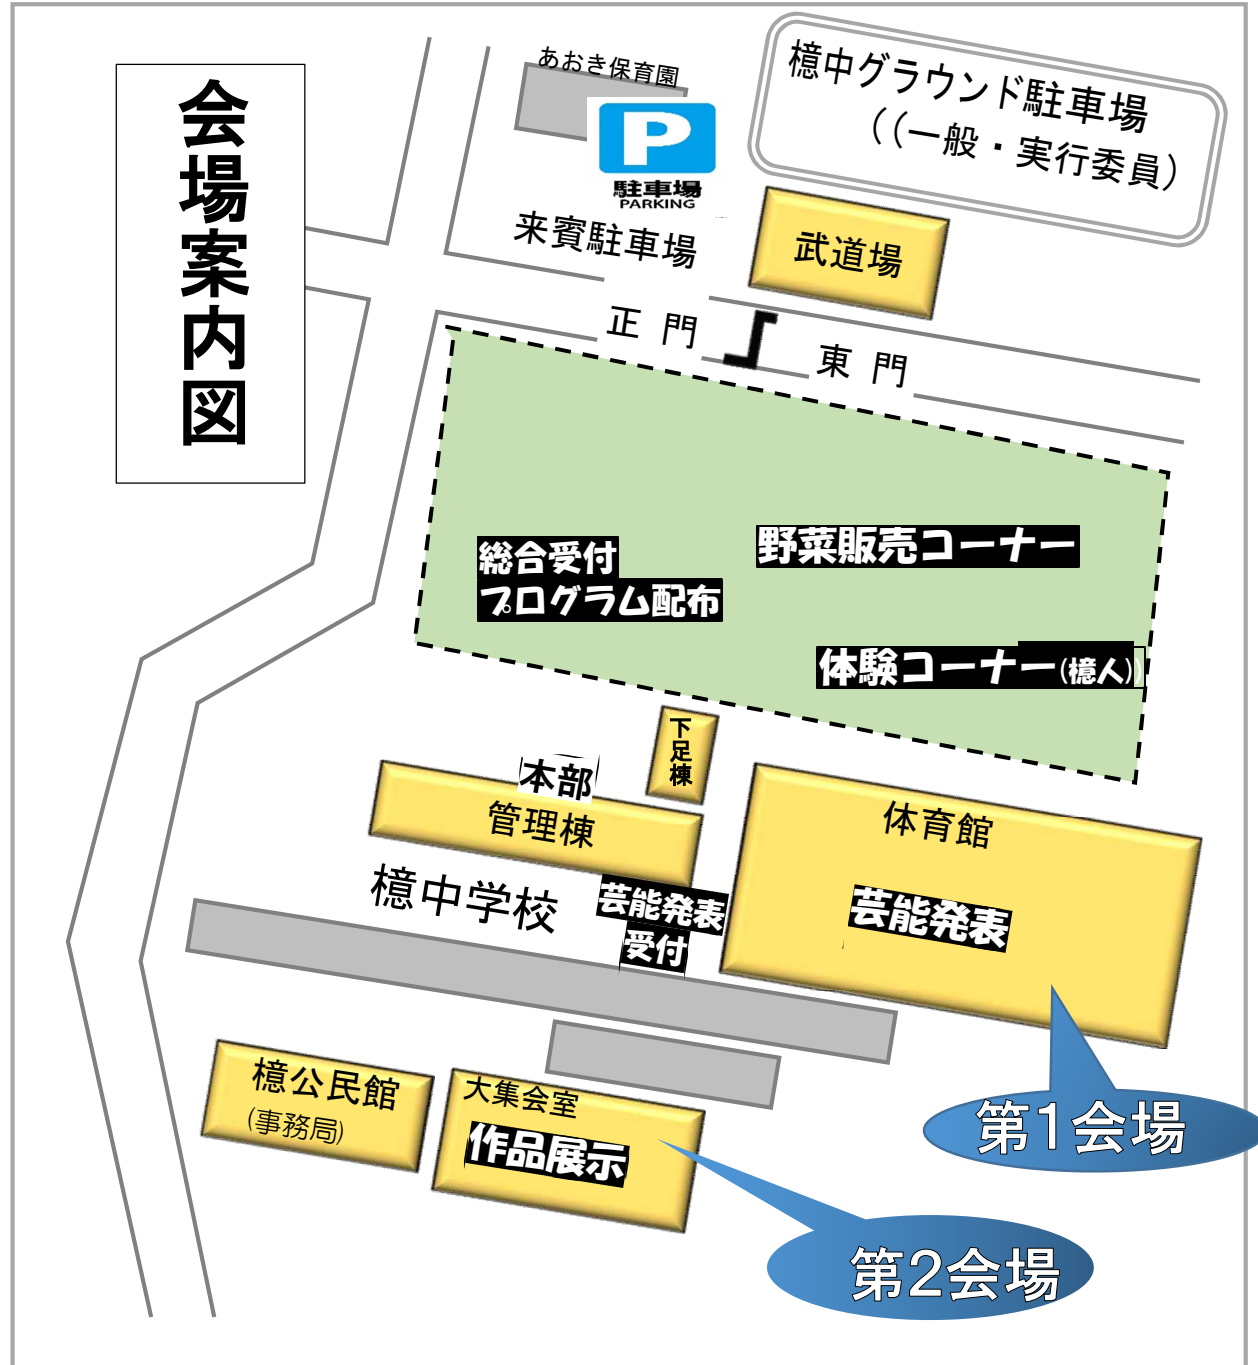 会場案内図
あおき保育園
檍中グラウンド駐車場
((一般・実行委員)
P
駐車場
PARKING
来賓駐車場
武道場
正門
東門
野菜販売コーナー
総合受付
プログラム配布
体験コーナー(檍人))
下足棟
本部
管理棟
体育館
檍中学校
芸能発表
受付
芸能発表
檍公民館
(事務局)
大集会室
作品展示
第1会場
第2会場